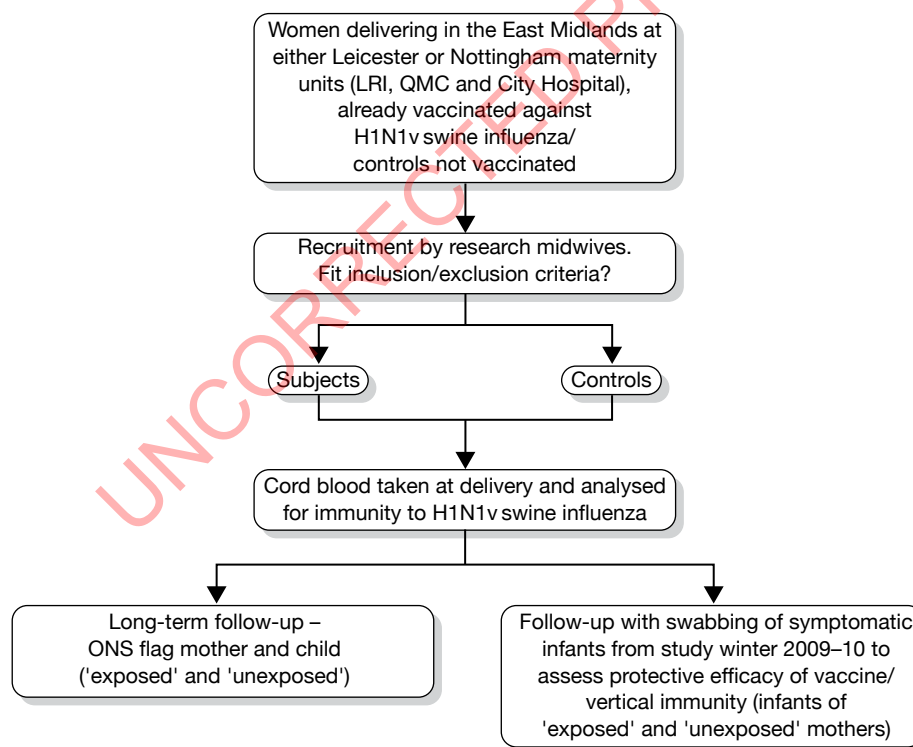 Women delivering in the East Midlands at
either Leicester or Nottingham maternity
units (LRI, QMC and City Hospital),
already vaccinated against
H1N1v swine influenza/
controls not vaccinated
Recruitment by research midwives.
Fit inclusion/exclusion criteria?
Subjects
Controls
Cord blood taken at delivery and analysed
for immunity to H1N1v swine influenza
Long-term follow-up –
ONS flag mother and child
('exposed' and 'unexposed')
Follow-up with swabbing of symptomatic
infants from study winter 2009–10 to
assess protective efficacy of vaccine/
vertical immunity (infants of
'exposed' and 'unexposed' mothers)
UNCORRECTED